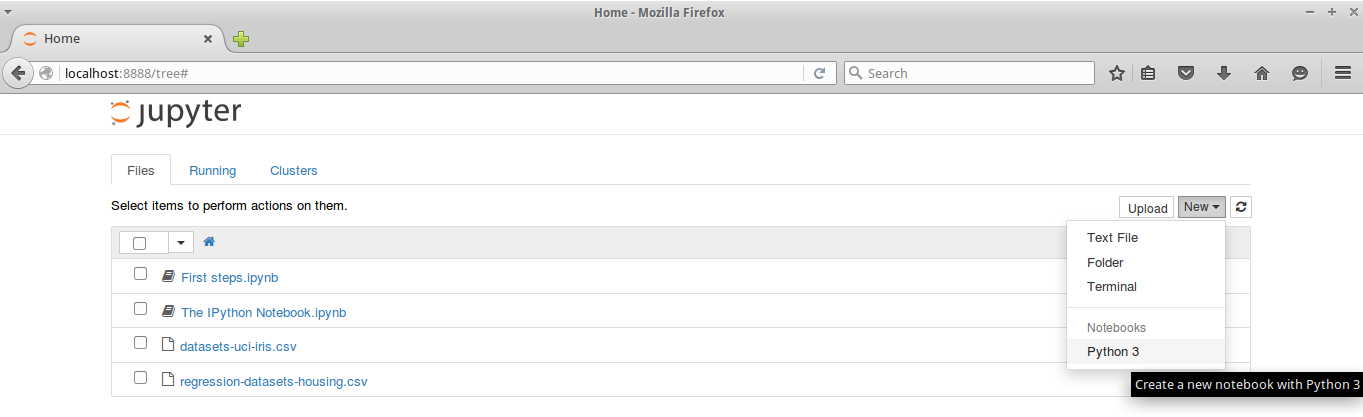 Home - Mozilla Firefox
Home
localhost:8888/tree#
Search
jupyter
Files Running Clusters
Select items to perform actions on them.
Upload New
Text File
Folder
Terminal
Notebooks
Python 3
Create a new notebook with Python 3
First steps.ipynb
The IPython Notebook.ipynb
datasets-uci-iris.csv
regression-datasets-housing.csv